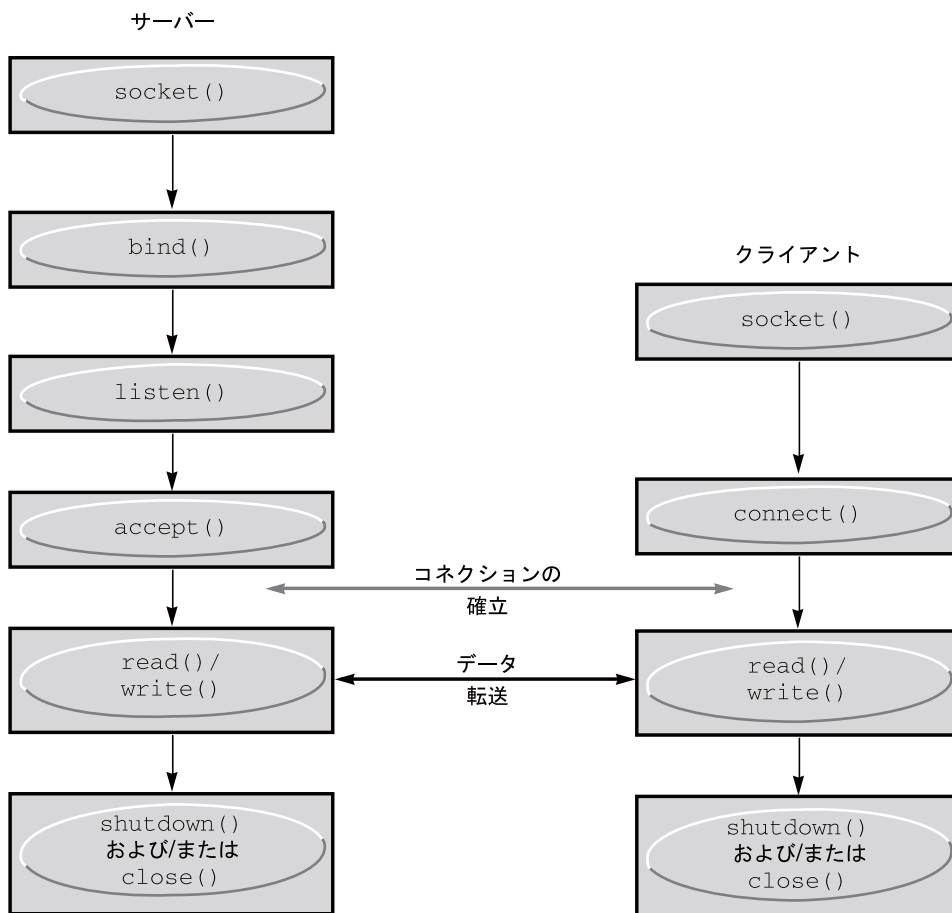 サーバー
socket()
bind()
listen()
accept()
read()/
write()
shutdown()
および/または
close()
クライアント
socket()
connect()
read()/
write()
shutdown()
および/または
close()
コネクションの
確立
データ
転送